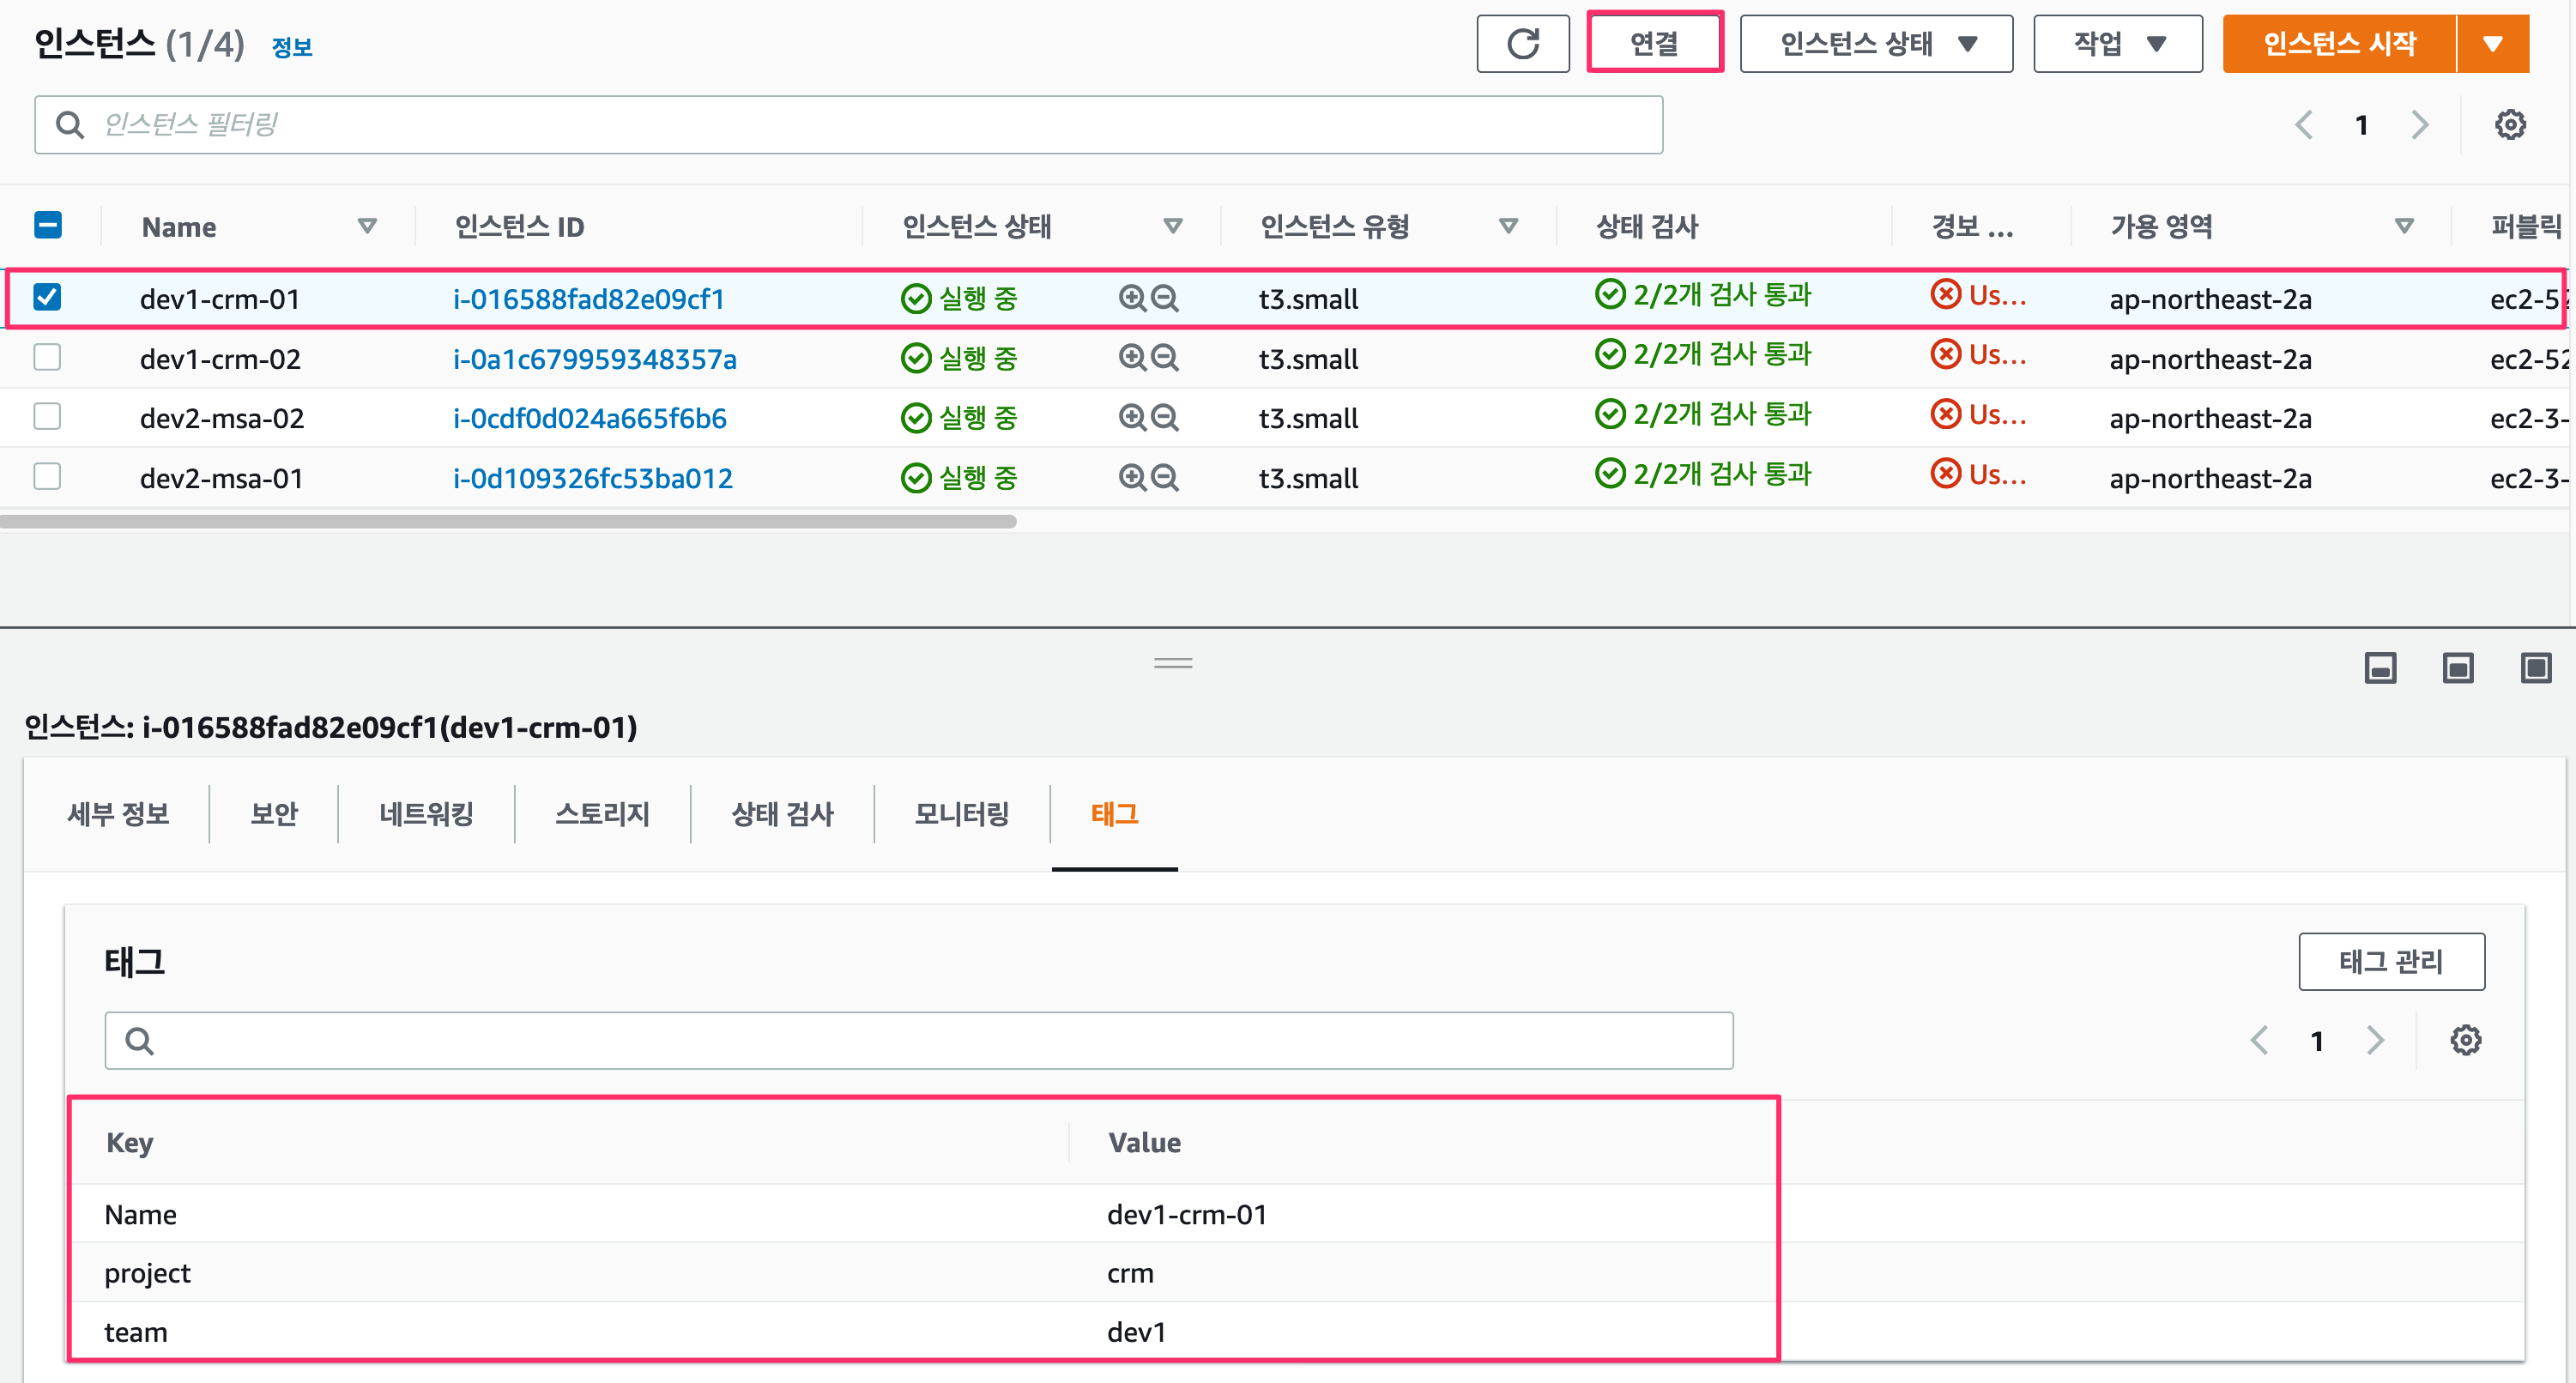 인스턴스 (1/4) 정보 연결 인스턴스 상태 작업 인스턴스 시작
인스턴스 필터링 1
Name 인스턴스 ID 인스턴스 상태 인스턴스 유형 상태 검사 경보 ... 가용 영역 퍼블릭
dev1-crm-01 i-016588fad82e09cf1 실행 중 t3.small 2/2개 검사 통과 Us... ap-northeast-2a ec2-52
dev1-crm-02 i-0a1c679959348357a 실행 중 t3.small 2/2개 검사 통과 Us... ap-northeast-2a ec2-52
dev2-msa-02 i-0cdf0d024a665f6b6 실행 중 t3.small 2/2개 검사 통과 Us... ap-northeast-2a ec2-3-
dev2-msa-01 i-0d109326fc53ba012 실행 중 t3.small 2/2개 검사 통과 Us... ap-northeast-2a ec2-3-
인스턴스: i-016588fad82e09cf1(dev1-crm-01)
세부 정보 보안 네트워킹 스토리지 상태 검사 모니터링 태그
태그 태그 관리
1
Key Value
Name dev1-crm-01
project crm
team dev1